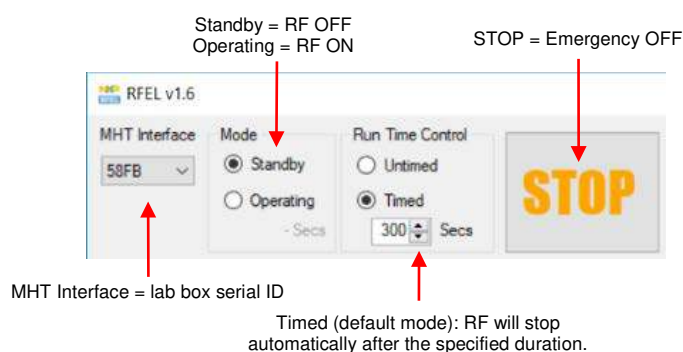 Standby = RF OFF
Operating = RF ON
STOP = Emergency OFF
RFEL v1.6
MHT Interface
Mode
Run Time Control
58FB
Standby
Untimed
STOP
Operating
Timed
- Secs
300
Secs
MHT Interface = lab box serial ID
Timed (default mode): RF will stop
automatically after the specified duration.